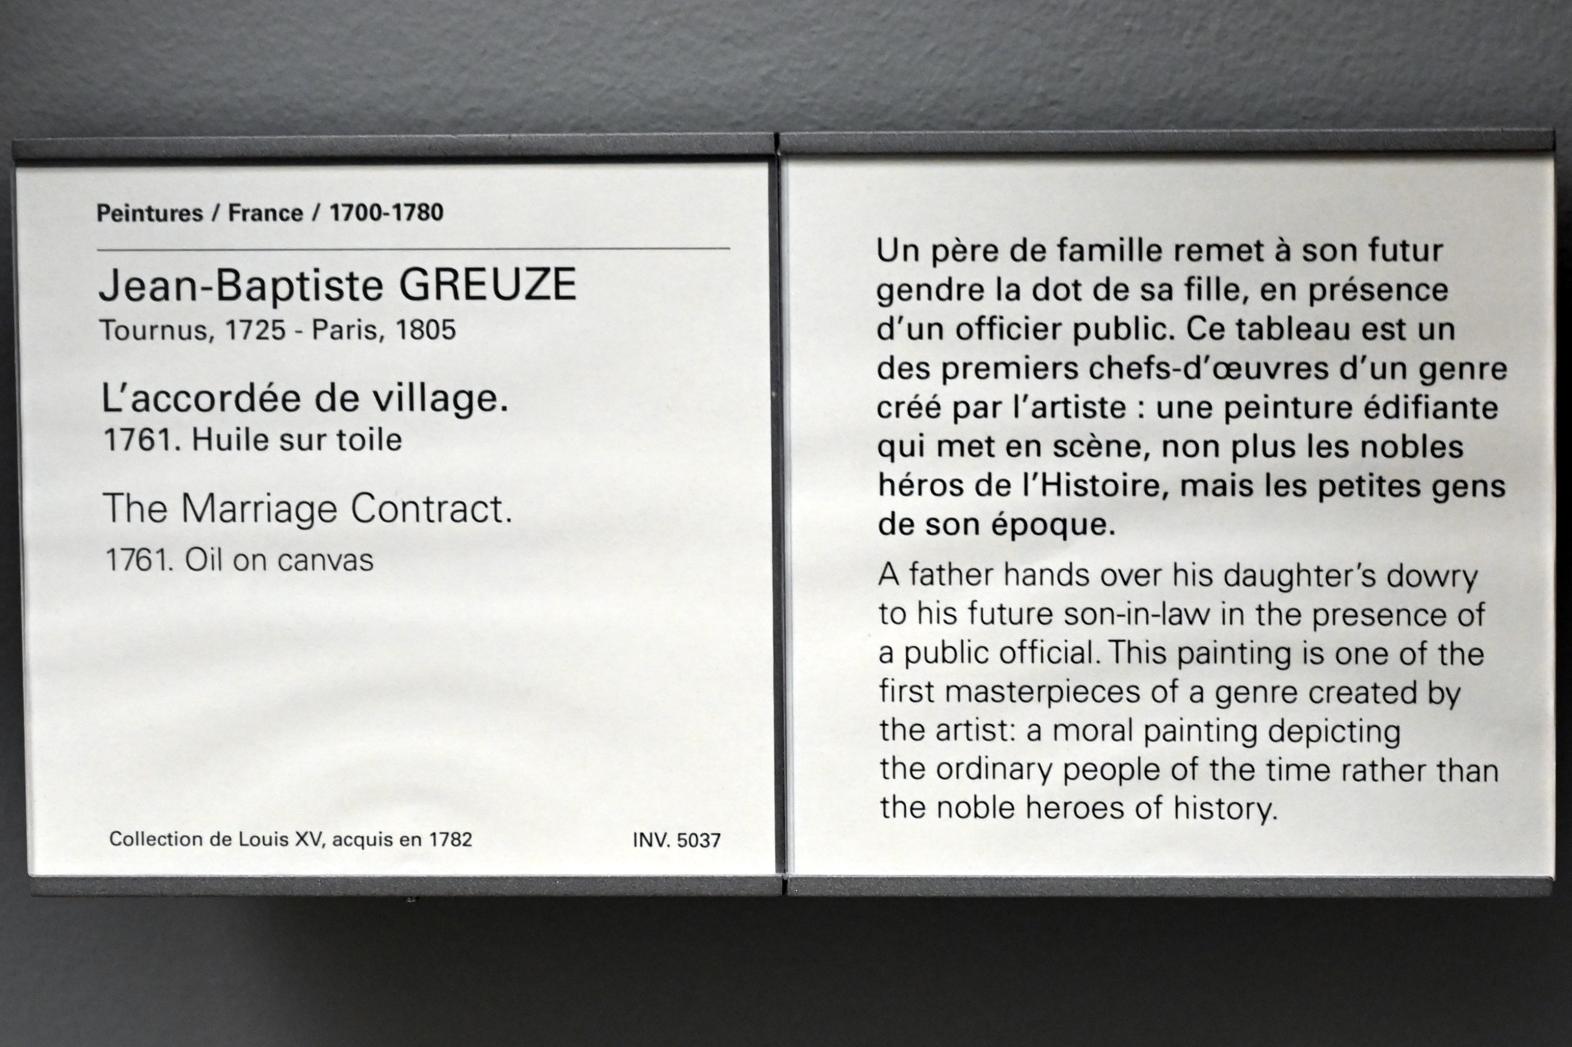 Peintures / France / 1700-1780
Jean-Baptiste GREUZE
Tournus, 1725 - Paris, 1805
L'accordée de village.
1761. Huile sur toile
The Marriage Contract.
1761. Oil on canvas
Collection de Louis XV, acquis en 1782 INV. 5037
Un père de famille remet à son futur
gendre la dot de sa fille, en présence
d'un officier public. Ce tableau est un
des premiers chefs-d'œuvres d'un genre
créé par l'artiste : une peinture édifiante
qui met en scène, non plus les nobles
héros de l'Histoire, mais les petites gens
de son époque.
A father hands over his daughter's dowry
to his future son-in-law in the presence of
a public official. This painting is one of the
first masterpieces of a genre created by
the artist: a moral painting depicting
the ordinary people of the time rather than
the noble heroes of history.